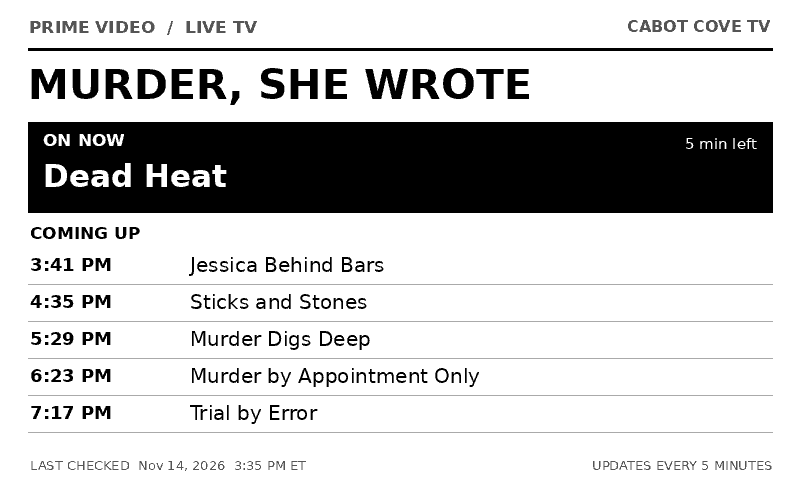 PRIME VIDEO / LIVE TV
CABOT COVE TV
MURDER, SHE WROTE
ON NOW
5 min left
Dead Heat
COMING UP
3:41 PM Jessica Behind Bars
4:35 PM Sticks and Stones
5:29 PM Murder Digs Deep
6:23 PM Murder by Appointment Only
7:17 PM Trial by Error
LAST CHECKED Nov 14, 2026 3:35 PM ET
UPDATES EVERY 5 MINUTES